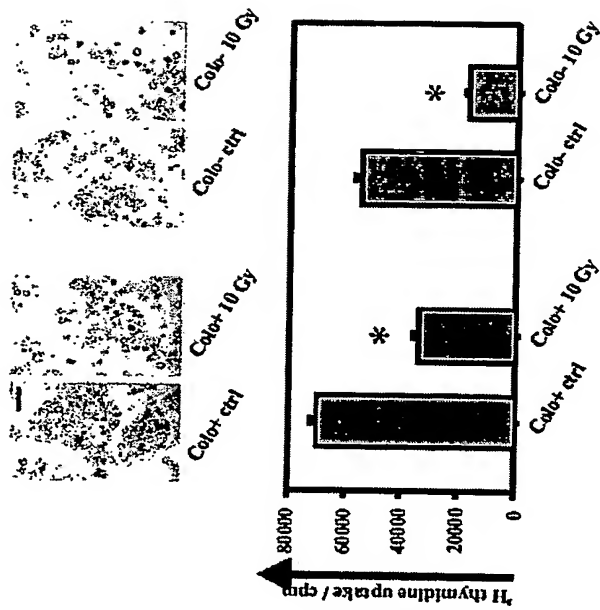 Colo+ ctrl
Colo+ 10 Gy
Colo- ctrl
Colo- 10 Gy
³H thymidine uptake / cpm
80000
60000
40000
20000
0
*
*
Colo+ ctrl
Colo+ 10 Gy
Colo- ctrl
Colo- 10 Gy